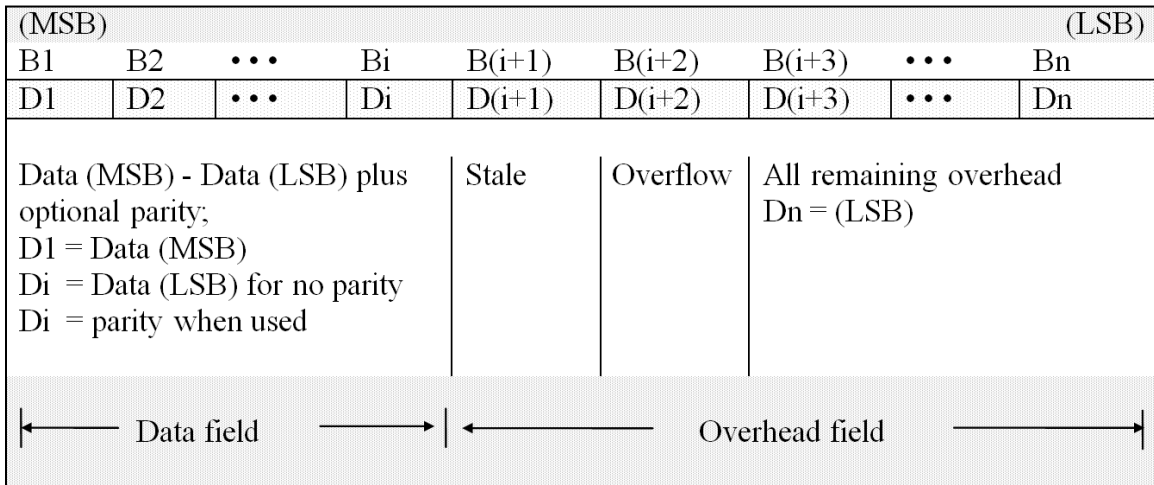 (MSB) (LSB)
B1 B2 ••• Bi B(i+1) B(i+2) B(i+3) ••• Bn
D1 D2 ••• Di D(i+1) D(i+2) D(i+3) ••• Dn
Data (MSB) - Data (LSB) plus
optional parity;
D1 = Data (MSB)
Di = Data (LSB) for no parity
Di = parity when used
Stale
Overflow
All remaining overhead
Dn = (LSB)
Data field
Overhead field